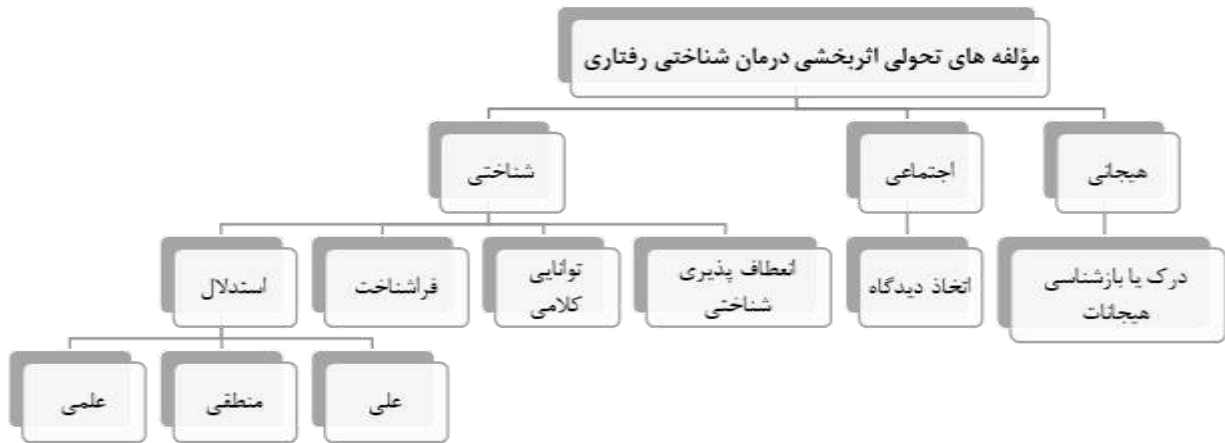 مؤلفه های تحولی اثربخشی درمان شناختی رفتاری
هیجانی
اجتماعی
شناختی
درک یا بازشناسی
هیجانات
اتخاذ دیدگاه
انعطاف پذیری
شناختی
توانایی
کلامی
فراشناخت
استدلال
علی
منطقی
علمی